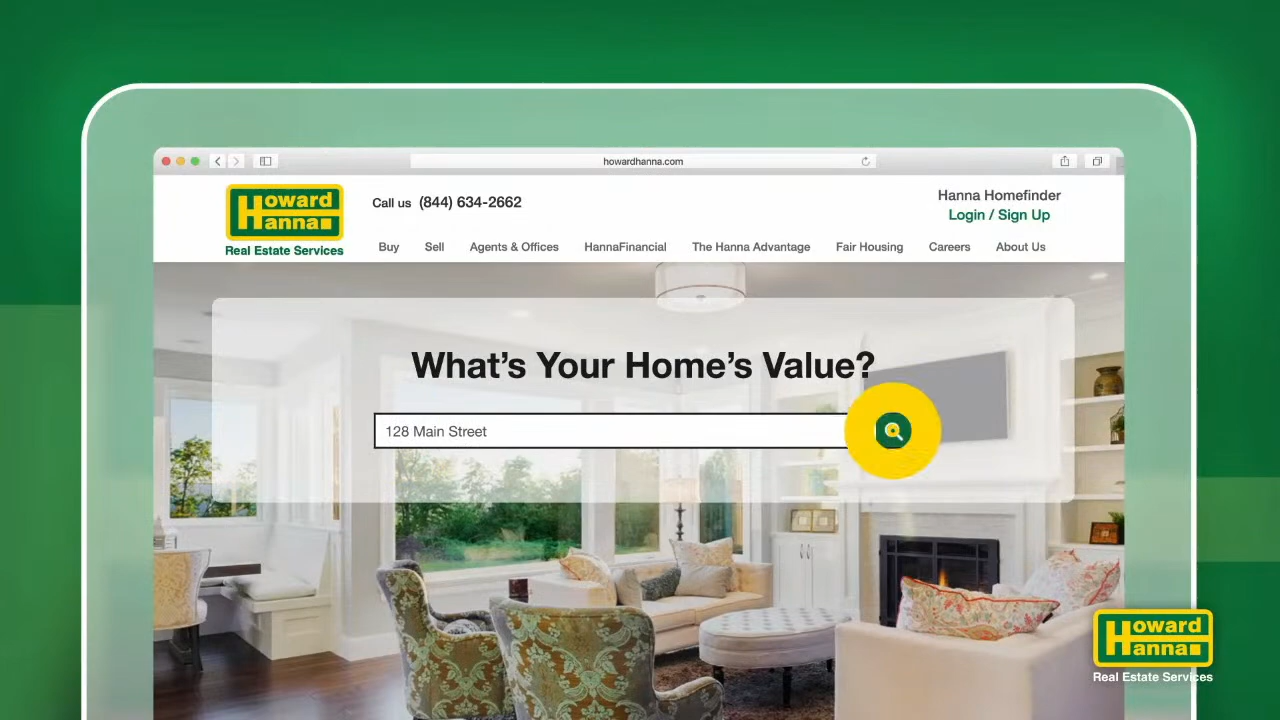 howardhanna.com
Howard
Hanna
Real Estate Services
Call us (844) 634-2662
Hanna Homefinder
Login / Sign Up
Buy Sell Agents & Offices HannaFinancial The Hanna Advantage Fair Housing Careers About Us
What's Your Home's Value?
128 Main Street
Howard
Hanna
Real Estate Services